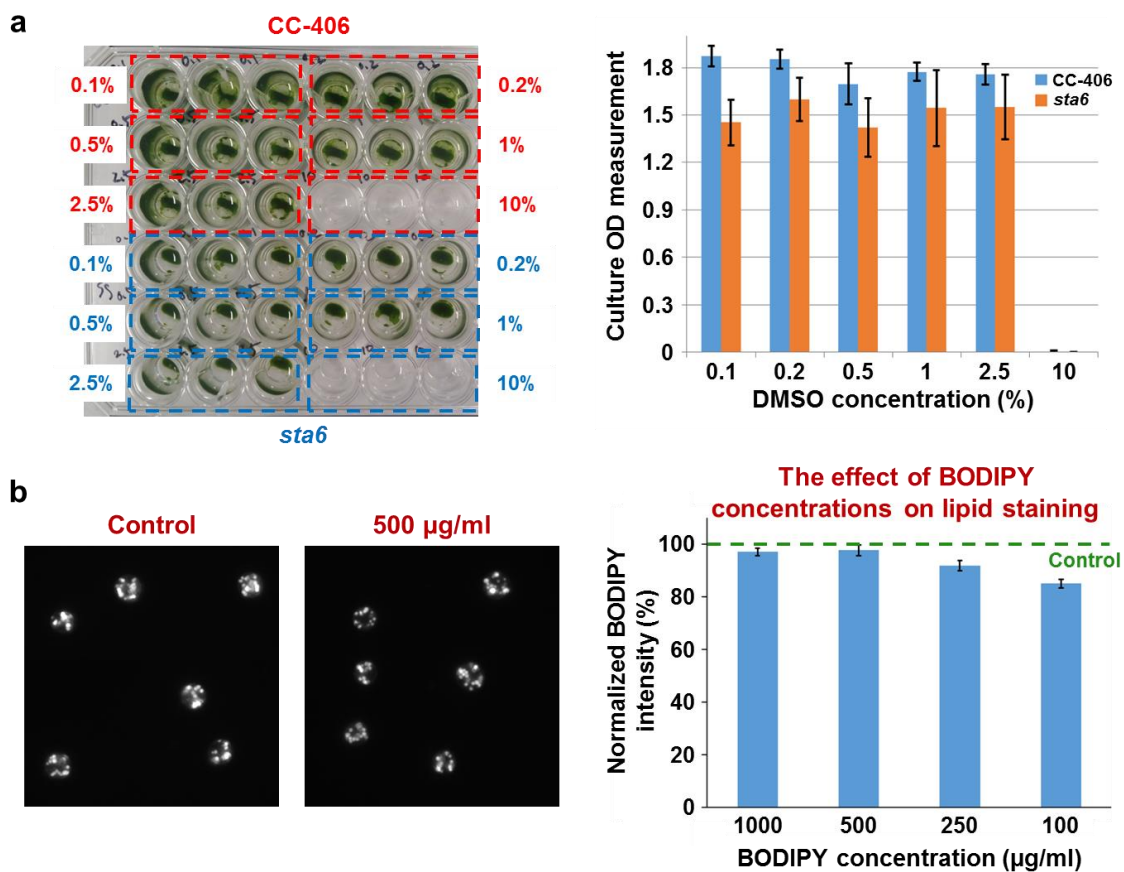 a
CC-406
0.1%
0.2%
0.5%
1%
2.5%
10%
0.1%
0.2%
0.5%
1%
2.5%
10%
sta6
Culture OD measurement
1.8
1.5
1.2
0.9
0.6
0.3
0
CC-406
sta6
0.1 0.2 0.5 1 2.5 10
DMSO concentration (%)
b
Control
500 µg/ml
The effect of BODIPY
concentrations on lipid staining
Normalized BODIPY
intensity (%)
100
80
60
40
20
0
Control
1000 500 250 100
BODIPY concentration (µg/ml)